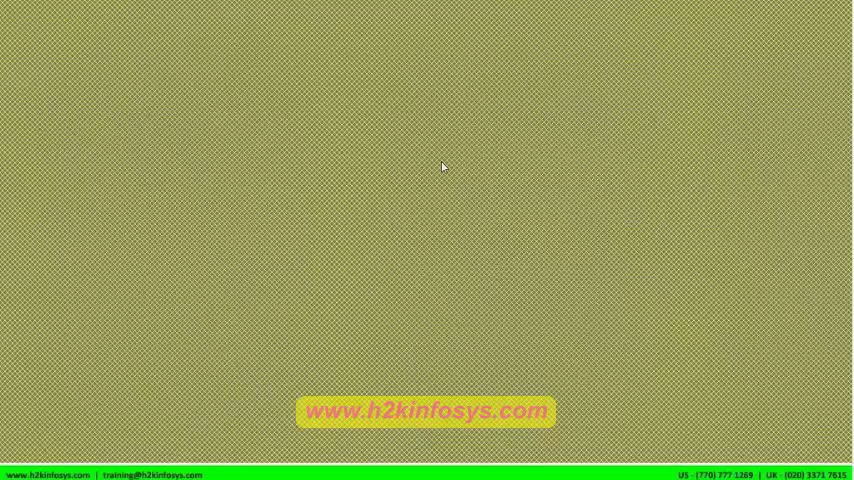 www.h2kinfosys.com
www.h2kinfosys.com | training@h2kinfosys.com
US - (770) 777 1269 | UK - (020) 3371 7615